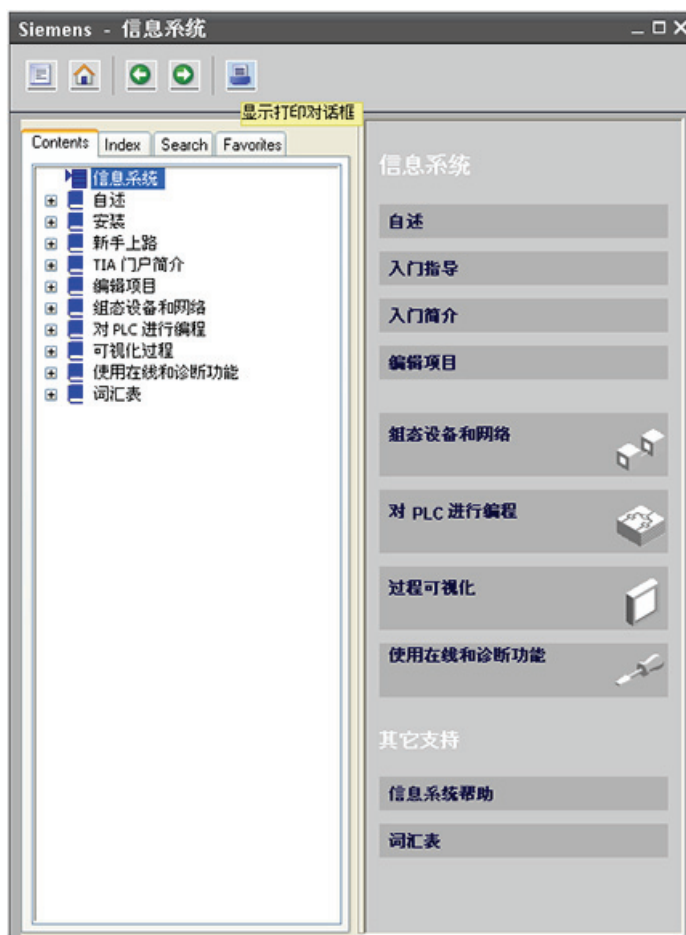 Siemens - 信息系统
显示打印对话框
Contents Index Search Favorites
信息系统
自述
安装
新手上路
TIA 门户简介
编辑项目
组态设备和网络
对 PLC 进行编程
可视化过程
使用在线和诊断功能
词汇表
信息系统
自述
入门指导
入门简介
编辑项目
组态设备和网络
对 PLC 进行编程
过程可视化
使用在线和诊断功能
其它支持
信息系统帮助
词汇表